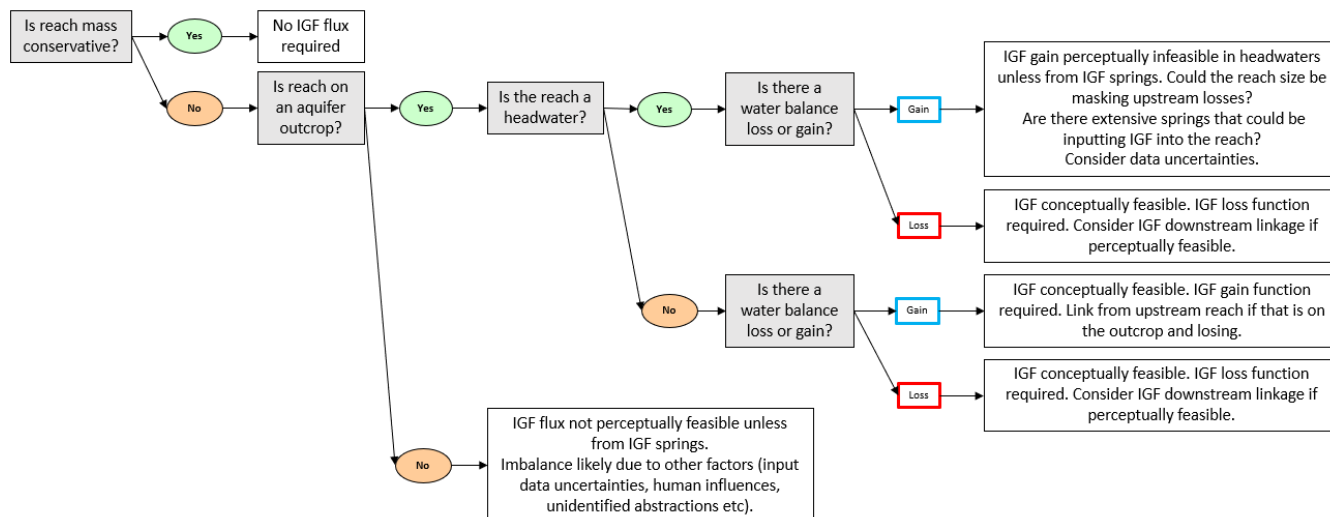 Is reach mass
conservative?
Yes
No IGF flux
required
No
Is reach on
an aquifer
outcrop?
Yes
Is the reach a
headwater?
Yes
Is there a
water balance
loss or gain?
Gain
IGF gain perceptually infeasible in headwaters
unless from IGF springs. Could the reach size be
masking upstream losses?
Are there extensive springs that could be
inputting IGF into the reach?
Consider data uncertainties.
Loss
IGF conceptually feasible. IGF loss function
required. Consider IGF downstream linkage if
perceptually feasible.
No
Is there a
water balance
loss or gain?
Gain
IGF conceptually feasible. IGF gain function
required. Link from upstream reach if that is on
the outcrop and losing.
Loss
IGF conceptually feasible. IGF loss function
required. Consider IGF downstream linkage if
perceptually feasible.
No
IGF flux not perceptually feasible unless
from IGF springs.
Imbalance likely due to other factors (input
data uncertainties, human influences,
unidentified abstractions etc).